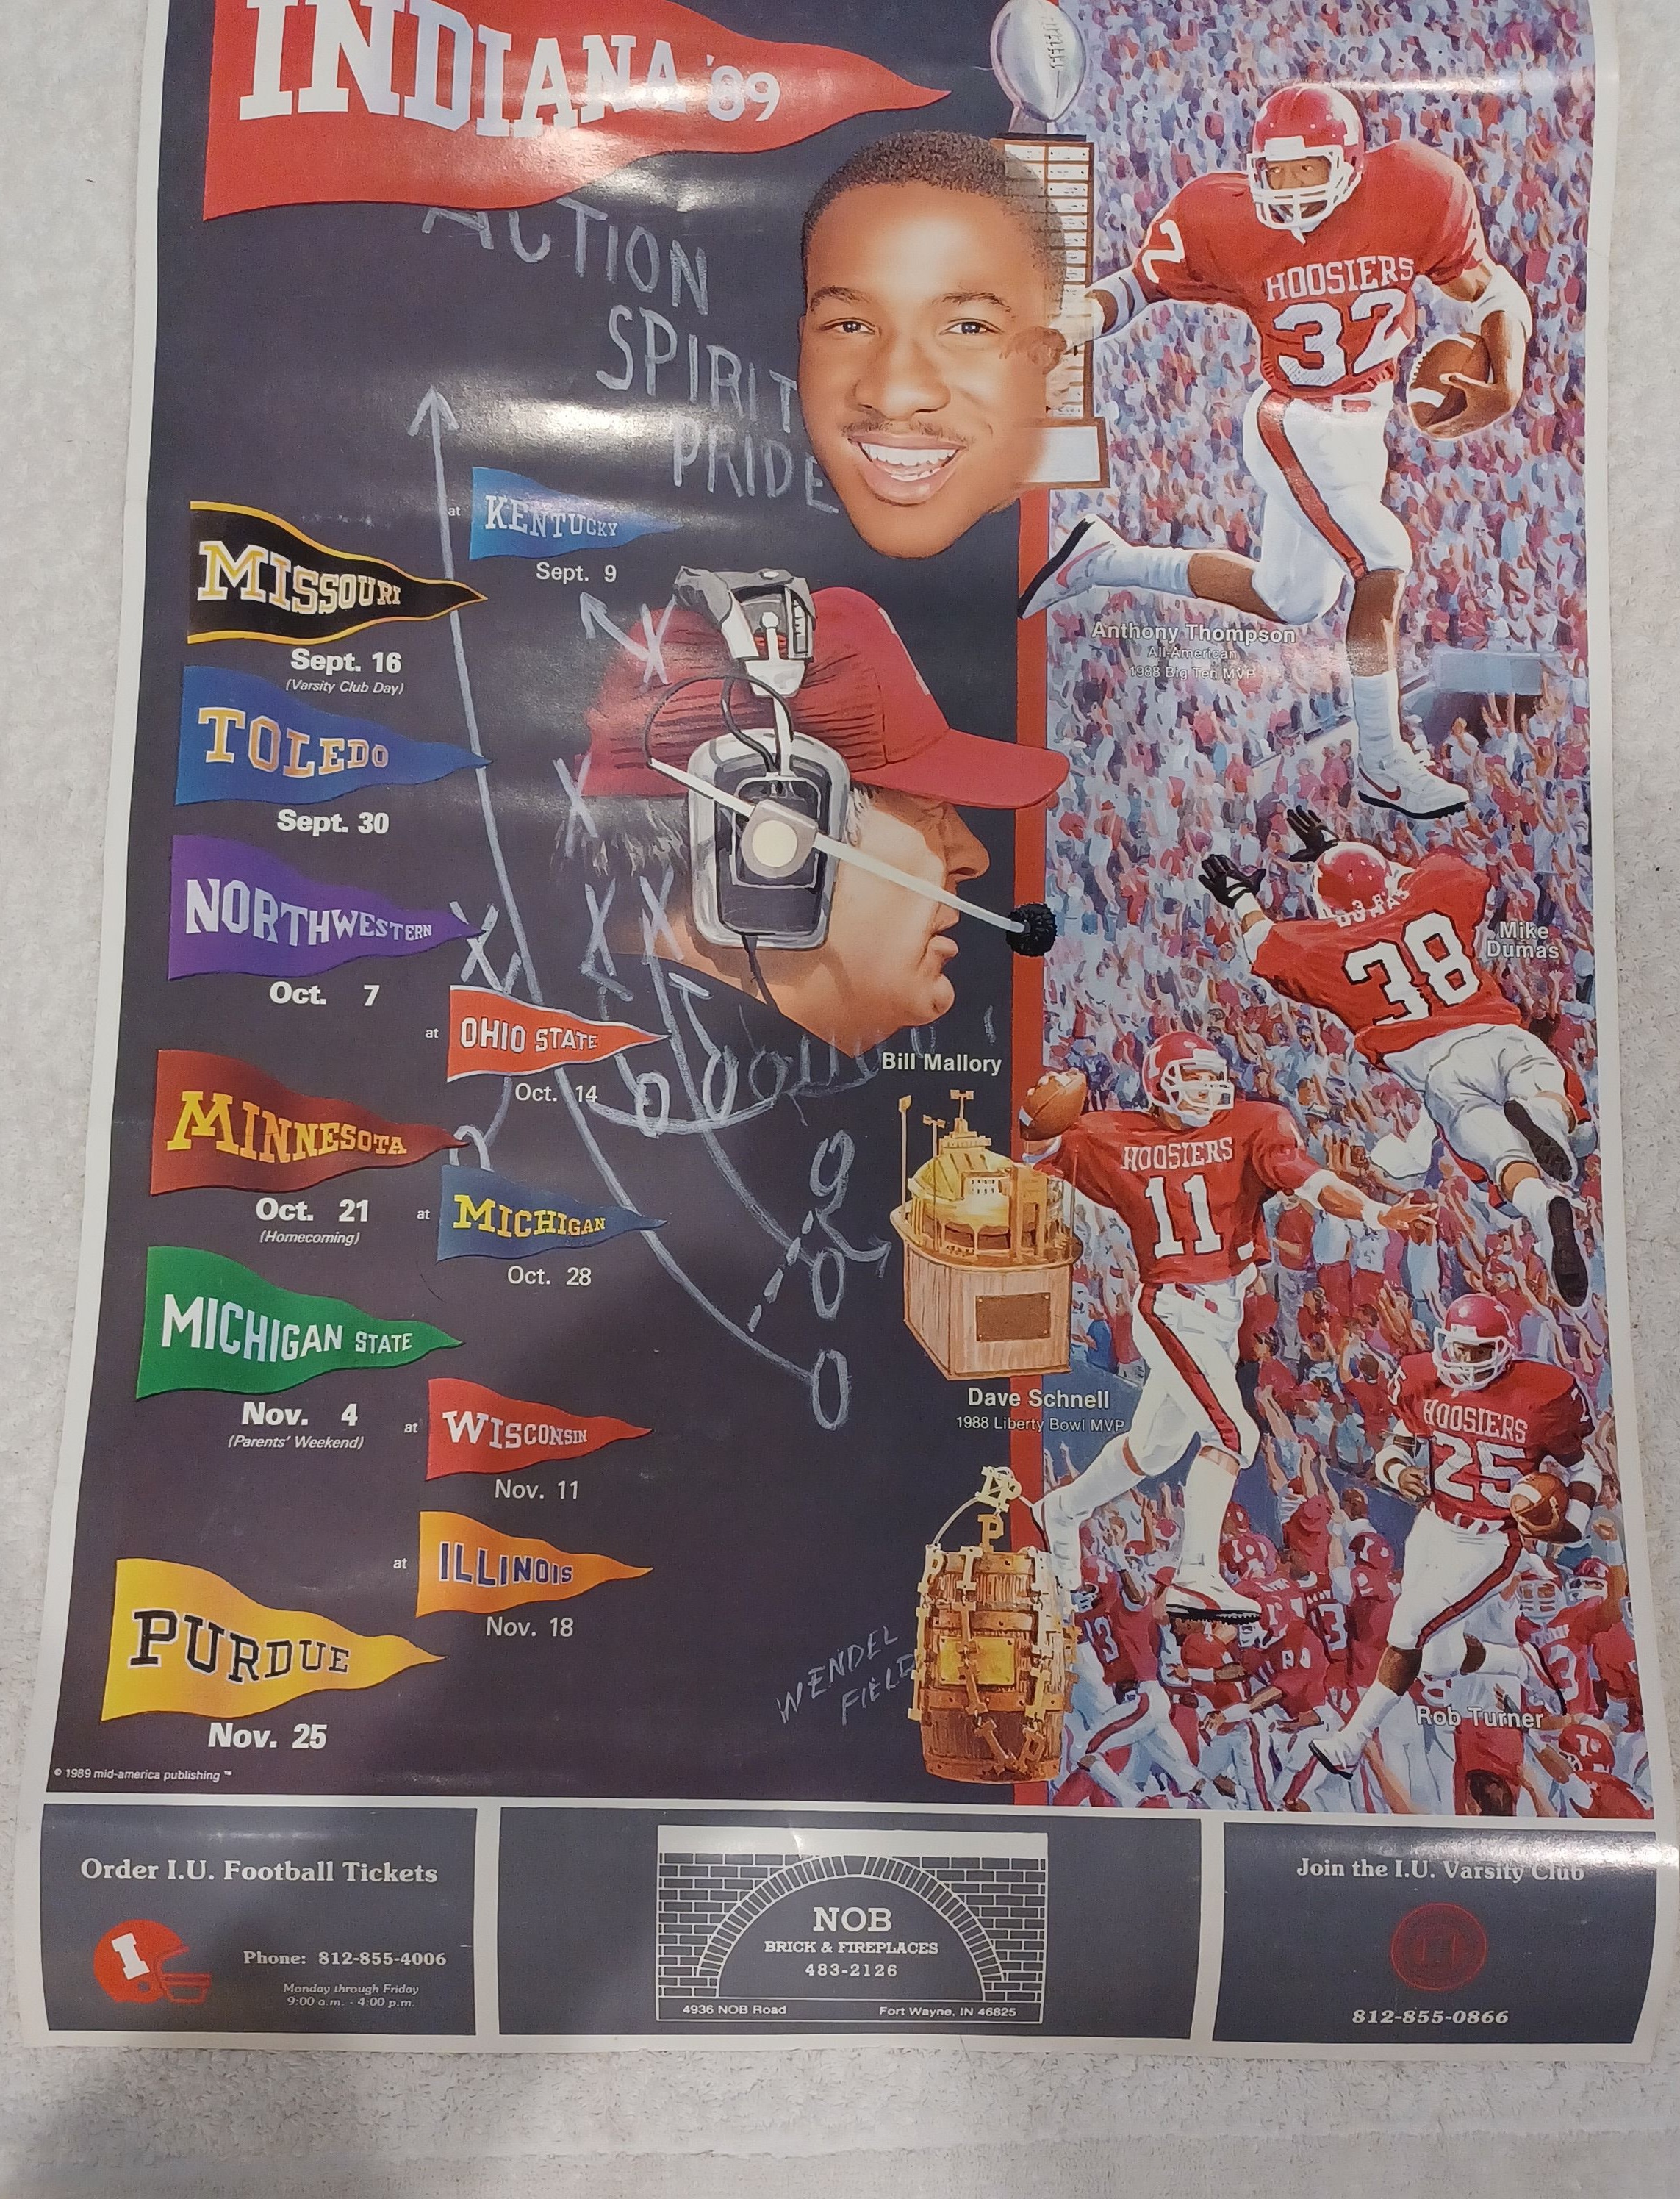 INDIANA '89
ACTION
SPIRIT
PRIDE
at KENTUCKY
Sept. 9
MISSOURI
Sept. 16
(Varsity Club Day)
TOLEDO
Sept. 30
NORTHWESTERN
Oct. 7
at OHIO STATE
Oct. 14
MINNESOTA
Oct. 21
(Homecoming)
at MICHIGAN
Oct. 28
MICHIGAN STATE
Nov. 4
(Parents' Weekend)
at WISCONSIN
Nov. 11
at ILLINOIS
Nov. 18
PURDUE
Nov. 25
© 1989 mid-america publishing ™
Bill Mallory
Dave Schnell
1988 Liberty Bowl MVP
WENDEL
FIELD
P
2
HOOSIERS
32
Anthony Thompson
All-American
1988 Big Ten MVP
DUMAS
38
Mike
Dumas
HOOSIERS
11
HOOSIERS
25
Rob Turner
13
Order I.U. Football Tickets
I
Phone: 812-855-4006
Monday through Friday
9:00 a.m. - 4:00 p.m.
NOB
BRICK & FIREPLACES
483-2126
4936 NOB Road Fort Wayne, IN 46825
Join the I.U. Varsity Club
812-855-0866